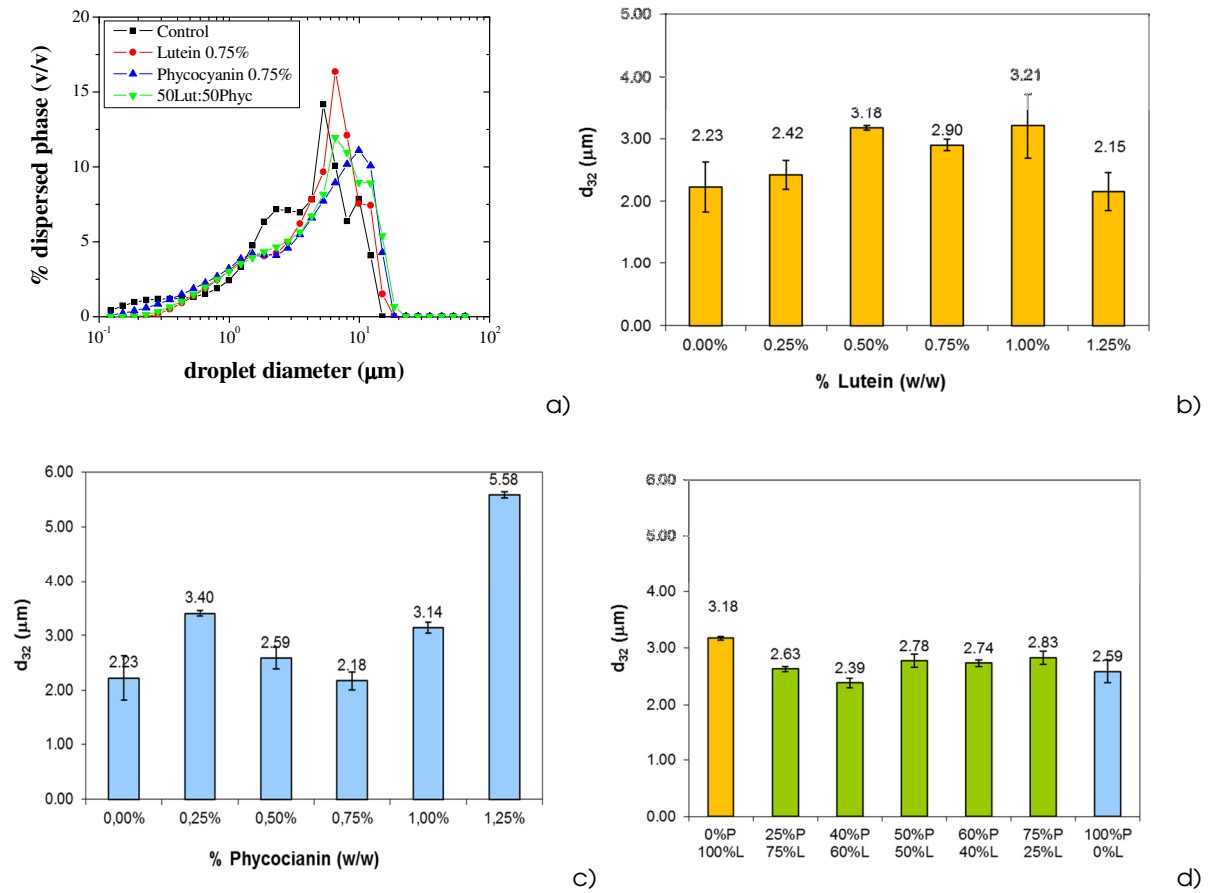 20
15
10
5
0
% dispersed phase (v/v)
Control
Lutein 0.75%
Phycocyanin 0.75%
50Lut:50Phyc
10⁻¹ 10⁰ 10¹ 10²
droplet diameter (µm)
a)
5.00
4.00
3.00
2.00
1.00
0.00
d₃₂ (µm)
2.23 2.42 3.18 2.90 3.21 2.15
0.00% 0.25% 0.50% 0.75% 1.00% 1.25%
% Lutein (w/w)
b)
6.00
5.00
4.00
3.00
2.00
1.00
0.00
d₃₂ (µm)
2.23 3.40 2.59 2.18 3.14 5.58
0,00% 0,25% 0,50% 0,75% 1,00% 1,25%
% Phycocianin (w/w)
c)
6.00
5.00
4.00
3.00
2.00
1.00
0.00
d₃₂ (µm)
3.18 2.63 2.39 2.78 2.74 2.83 2.59
0%P 25%P 40%P 50%P 60%P 75%P 100%P
100%L 75%L 60%L 50%L 40%L 25%L 0%L
d)